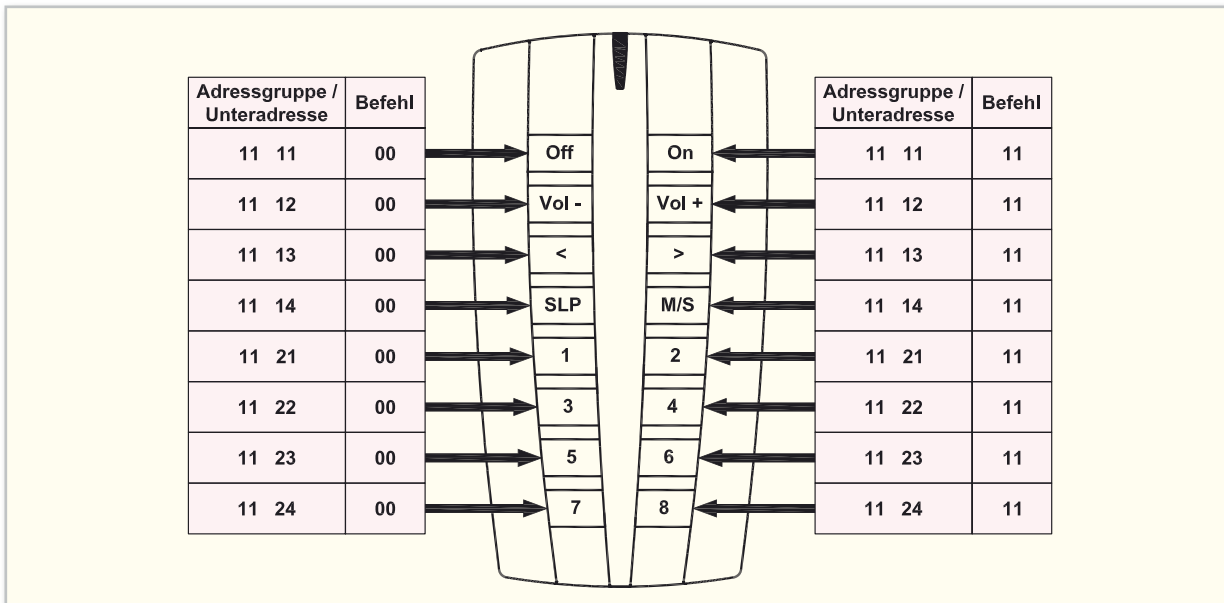 Adressgruppe / Unteradresse Befehl Adressgruppe / Unteradresse Befehl
11 11 00 Off On 11 11 11
11 12 00 Vol - Vol + 11 12 11
11 13 00 < > 11 13 11
11 14 00 SLP M/S 11 14 11
11 21 00 1 2 11 21 11
11 22 00 3 4 11 22 11
11 23 00 5 6 11 23 11
11 24 00 7 8 11 24 11